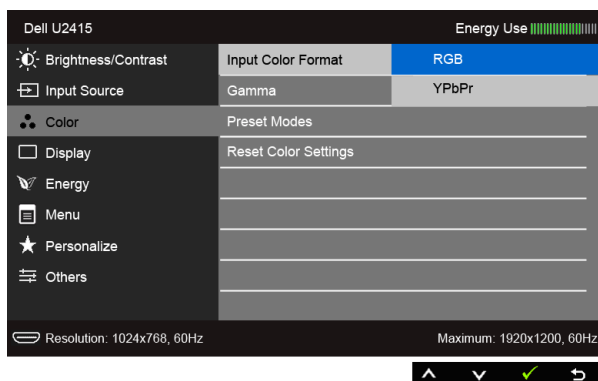 Dell U2415
Energy Use
Brightness/Contrast
Input Source
Color
Display
Energy
Menu
Personalize
Others
Input Color Format
RGB
Gamma
YPbPr
Preset Modes
Reset Color Settings
Resolution: 1024x768, 60Hz
Maximum: 1920x1200, 60Hz